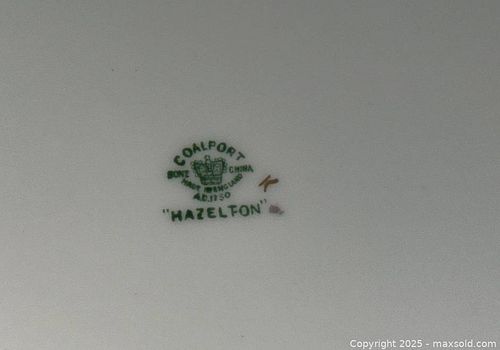 COALPORT
BONE CHINA
MADE IN ENGLAND
A.D.1750
"HAZELTON"
K
Copyright 2025 - maxsold.com